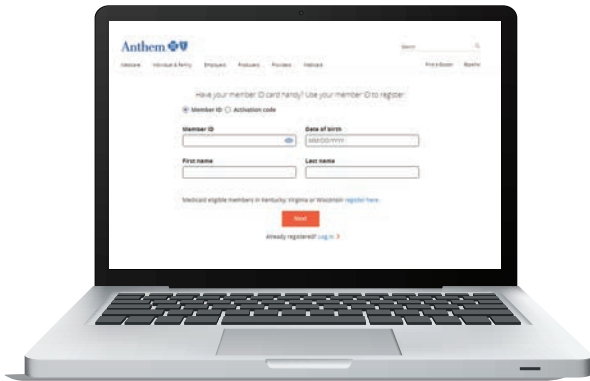 Anthem
Search
Medicare Individual & Family Employers Producers Providers Medicaid Find a Doctor Español
Have your member ID card handy? Use your member ID to register
Member ID Activation code
Member ID Date of birth
MM/DD/YYYY
First name Last name
Medicaid eligible members in Kentucky, Virginia or Wisconsin register here.
Next
Already registered? Log in